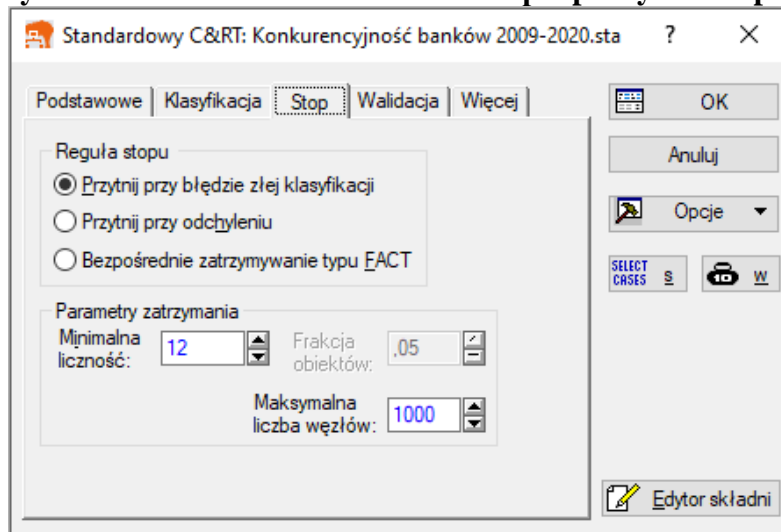 Standardowy C&RT: Konkurencyjność banków 2009-2020.sta ? ×
Podstawowe Klasyfikacja Stop Walidacja Więcej
Reguła stopu
Przytnij przy błędzie złej klasyfikacji
Przytnij przy odchyleniu
Bezpośrednie zatrzymywanie typu FACT
Parametry zatrzymania
Minimalna liczność: 12
Frakcja obiektów: ,05
Maksymalna liczba węzłów: 1000
OK
Anuluj
Opcje
SELECT CASES S
W
Edytor składni